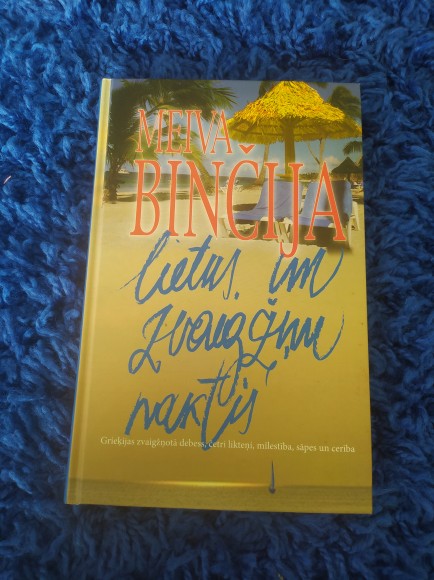 MEIVA
BINČIJA
lietus un
zvaigžņu
naktis
Grieķijas zvaigžņotā debess, četri likteņi, mīlestība, sāpes un cerība